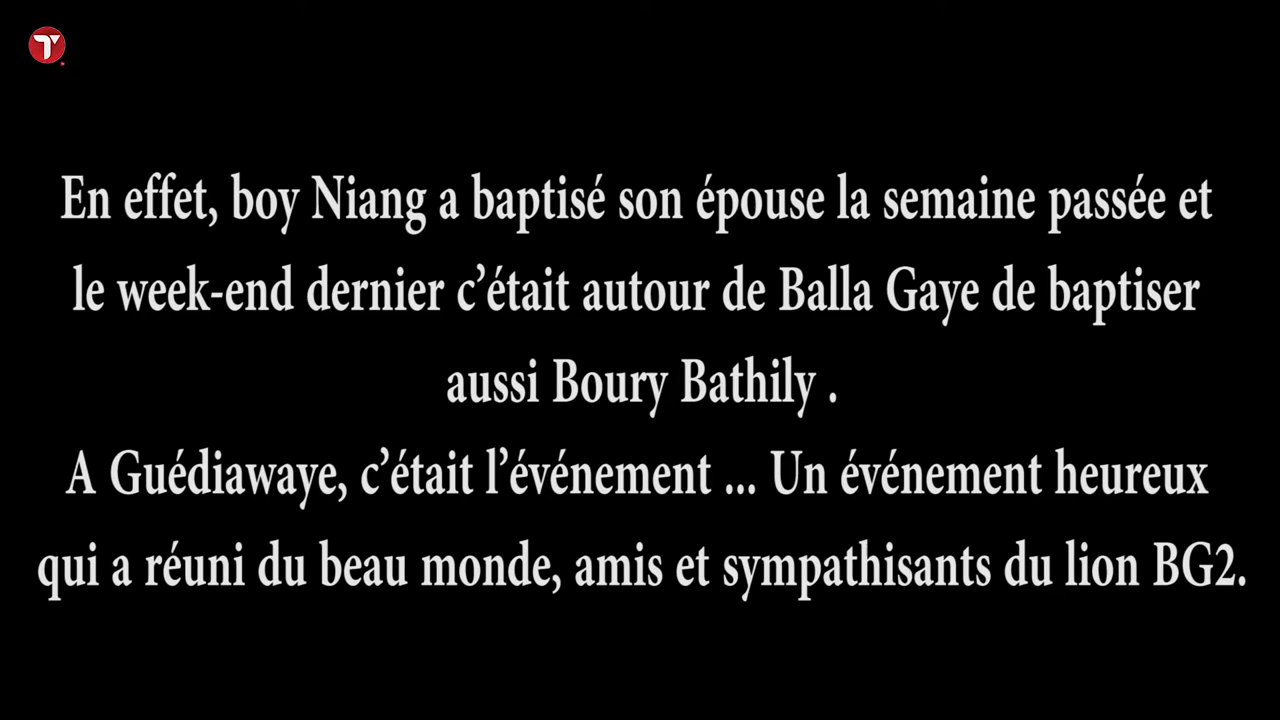 T
En effet, boy Niang a baptisé son épouse la semaine passée et
le week-end dernier c’était autour de Balla Gaye de baptiser
aussi Boury Bathily .
A Guédiawaye, c’était l’événement ... Un événement heureux
qui a réuni du beau monde, amis et sympathisants du lion BG2.